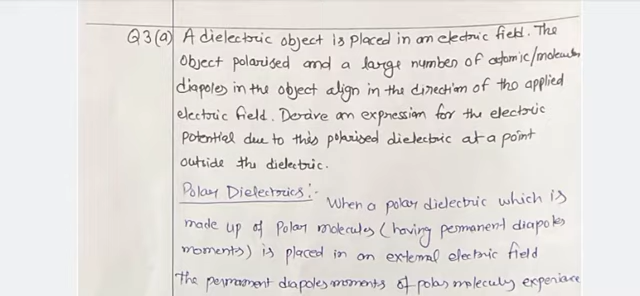 Q3(a) A dielectric object is placed in an electric field. The
object polarised and a large number of atomic/molecular
diapoles in the object align in the direction of the applied
electric field. Derive an expression for the electric
potential due to this polarised dielectric at a point
outside the dielectric.
Polar Dielectrics:- When a polar dielectric which is
made up of Polar molecules (having permanent diapoles
moments) is placed in an external electric field
the permanent diapoles moments of polar molecules experience